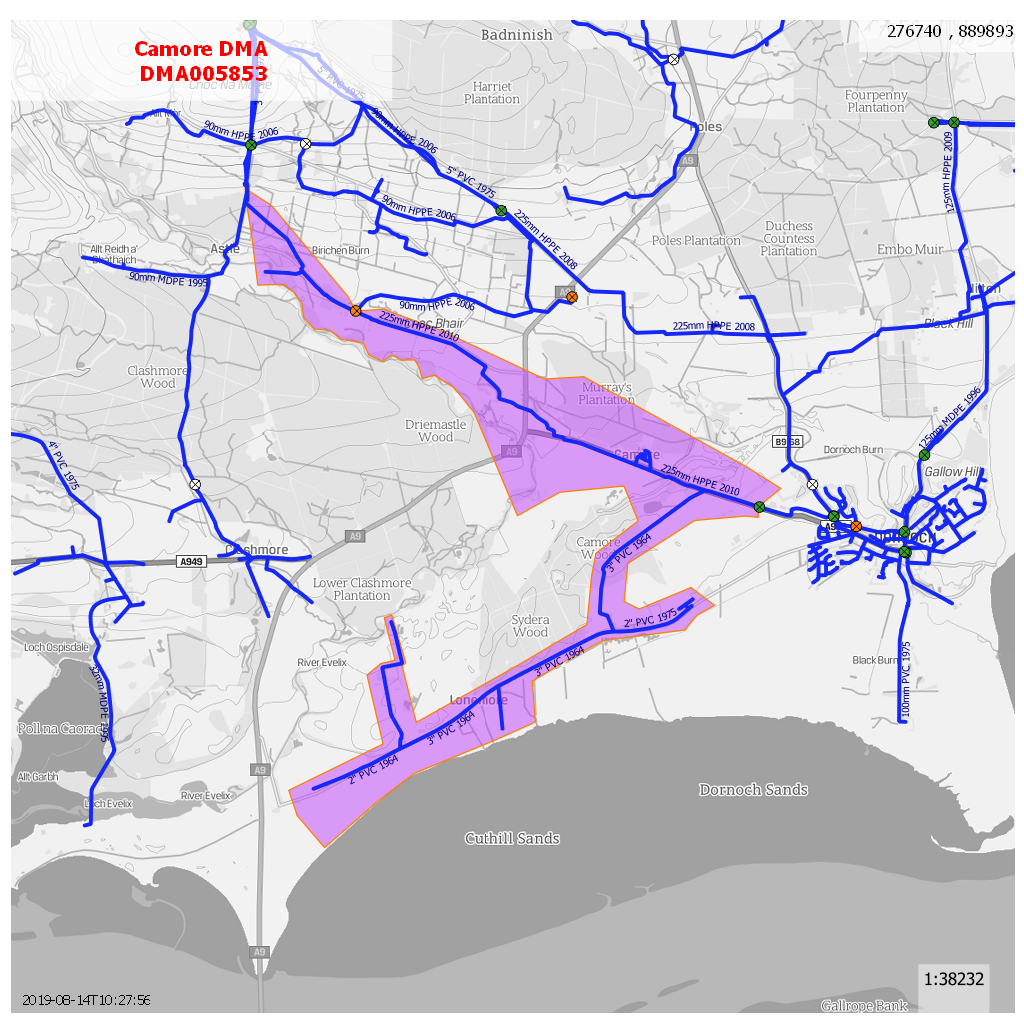 Badninish
276740 , 889893
Camore DMA
DMA005853
5" PVC 1975
Cnoc Na Moine
Harriet
Plantation
Fourpenny
Plantation
90mm HPPE 2006
90mm HPPE 2006
Poles
A9
125mm HPPE 2009
5" PVC 1975
90mm HPPE 2006
225mm HPPE 2008
Duchess
Countess
Plantation
Poles Plantation
Embo Muir
Allt Reidh a'
Bhathaich
Astle
Birichen Burn
90mm MDPE 1995
A9
Hilton
90mm HPPE 2006
225mm HPPE 2010
225mm HPPE 2008
Black Hill
Clashmore
Wood
Murray's
Plantation
125mm MDPE 1996
Driemastle
Wood
B9168
Dornoch Burn
4" PVC 1975
A9
Camore
225mm HPPE 2010
Gallow Hill
A9
A949
Clashmore
Camore
Wood
3" PVC 1964
Lower Clashmore
Plantation
Sydera
Wood
2" PVC 1975
Loch Ospisdale
River Evelix
3" PVC 1964
Black Burn
100mm PVC 1975
32mm MDPE 1995
Lonemore
3" PVC 1964
2" PVC 1964
A9
Allt Garbh
Loch Evelix
River Evelix
Dornoch Sands
Cuthill Sands
A9
1:38232
2019-08-14T10:27:56
Gallrope Bank